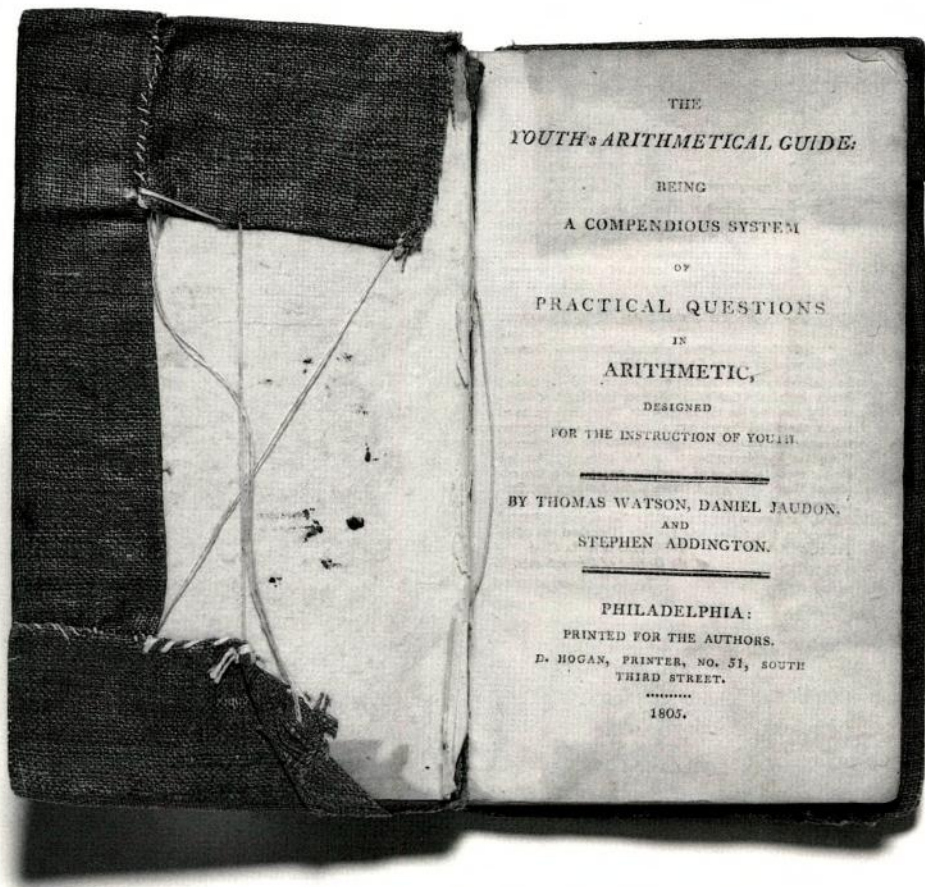 THE
YOUTH's ARITHMETICAL GUIDE:
BEING
A COMPENDIOUS SYSTEM
OF
PRACTICAL QUESTIONS
IN
ARITHMETIC,
DESIGNED
FOR THE INSTRUCTION OF YOUTH.
BY THOMAS WATSON, DANIEL JAUDON,
AND
STEPHEN ADDINGTON.
PHILADELPHIA:
PRINTED FOR THE AUTHORS.
D. HOGAN, PRINTER, NO. 51, SOUTH
THIRD STREET.
1805.